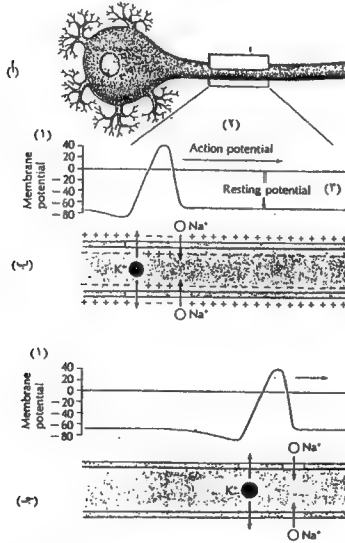 (أ)
(٢)
(١)
Action potential
Membrane potential
40
20
0
−20
−40
−60
−80
Resting potential
(٣)
Na⁺
(ب)
K⁺
Na⁺
(١)
Membrane potential
40
20
0
−20
−40
−60
−80
Na⁺
(ج)
K⁺
Na⁺